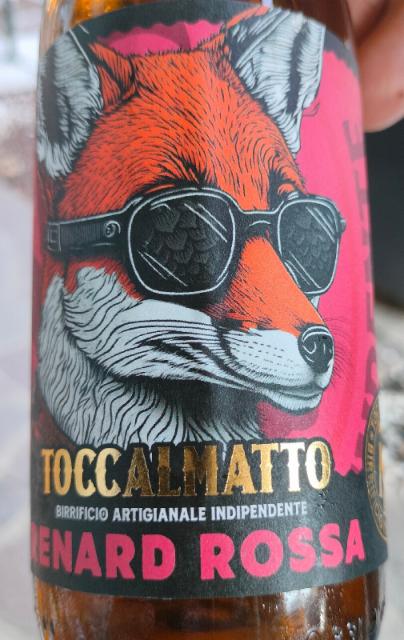 TOCCALMATTO
BIRRIFICIO ARTIGIANALE INDIPENDENTE
RENARD ROSSA